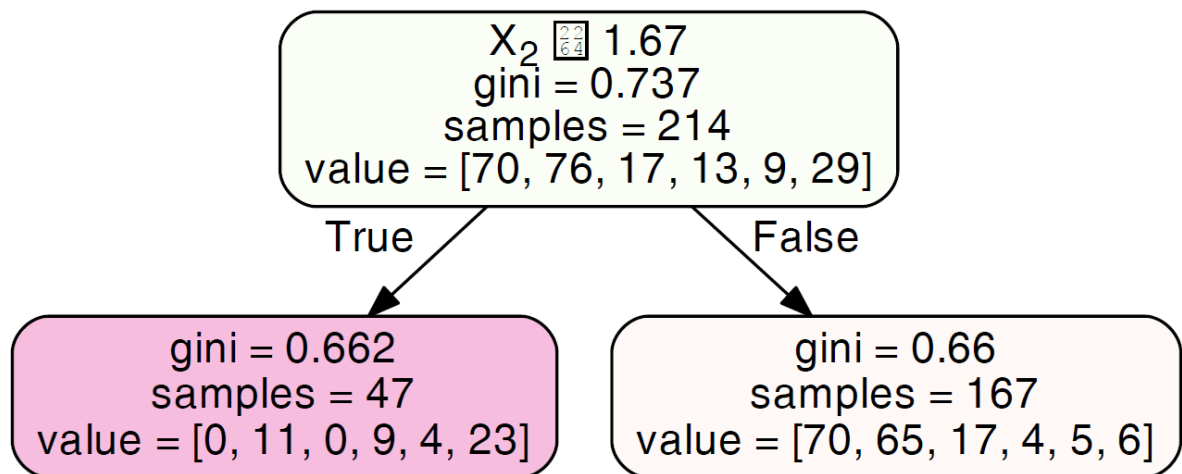 X₂ ≤ 1.67
gini = 0.737
samples = 214
value = [70, 76, 17, 13, 9, 29]
True
False
gini = 0.662
samples = 47
value = [0, 11, 0, 9, 4, 23]
gini = 0.66
samples = 167
value = [70, 65, 17, 4, 5, 6]